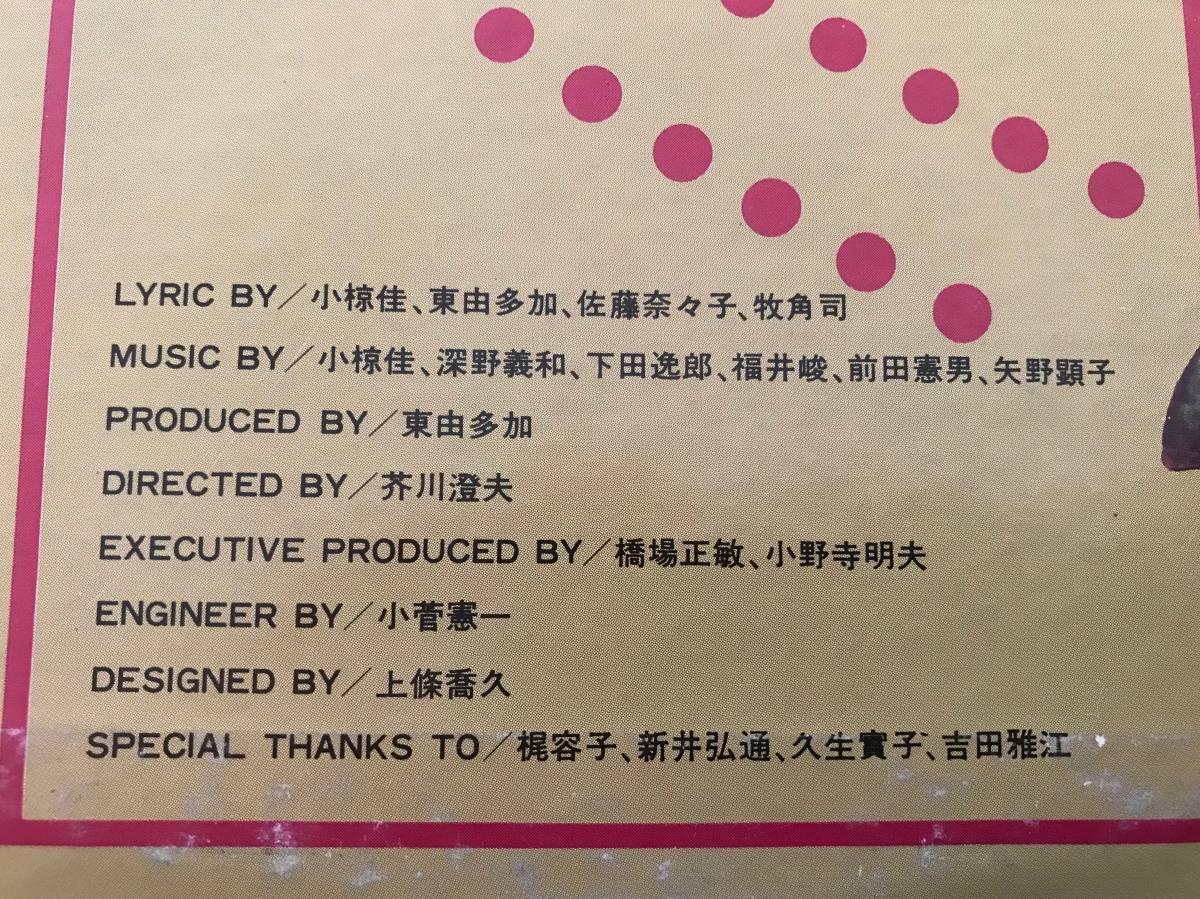 LYRIC BY／小椋佳、東由多加、佐藤奈々子、牧角司
MUSIC BY／小椋佳、深野義和、下田逸郎、福井峻、前田憲男、矢野顕子
PRODUCED BY／東由多加
DIRECTED BY／芥川澄夫
EXECUTIVE PRODUCED BY／橋場正敏、小野寺明夫
ENGINEER BY／小菅憲一
DESIGNED BY／上條喬久
SPECIAL THANKS TO／梶容子、新井弘通、久生實子、吉田雅江